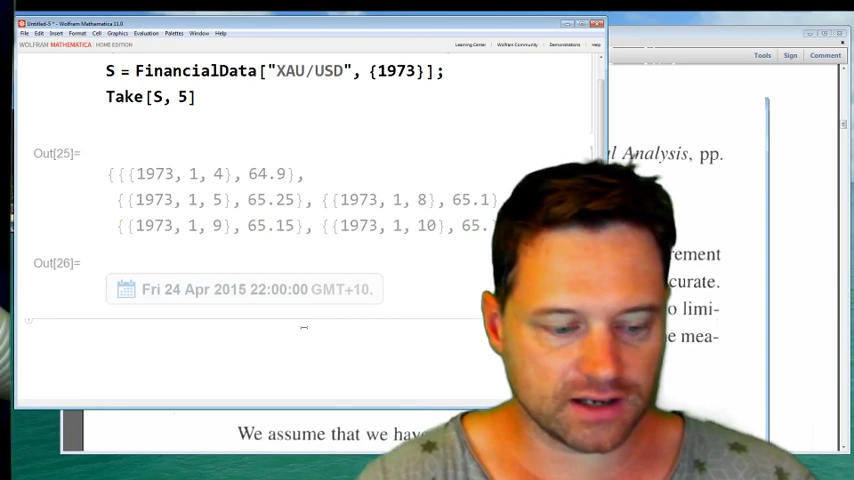 Untitled-5 * - Wolfram Mathematica 11.0
File Edit Insert Format Cell Graphics Evaluation Palettes Window Help
WOLFRAM MATHEMATICA | HOME EDITION
Learning Center | Wolfram Community | Demonstrations | Help
S = FinancialData["XAU/USD", {1973}];
Take[S, 5]
Out[25]=
{{{1973, 1, 4}, 64.9},
{{1973, 1, 5}, 65.25}, {{1973, 1, 8}, 65.1}
{{1973, 1, 9}, 65.15}, {{1973, 1, 10}, 65.
Out[26]=
Fri 24 Apr 2015 22:00:00 GMT+10.
Tools Sign Comment
Analysis, pp.
We assume that we hav